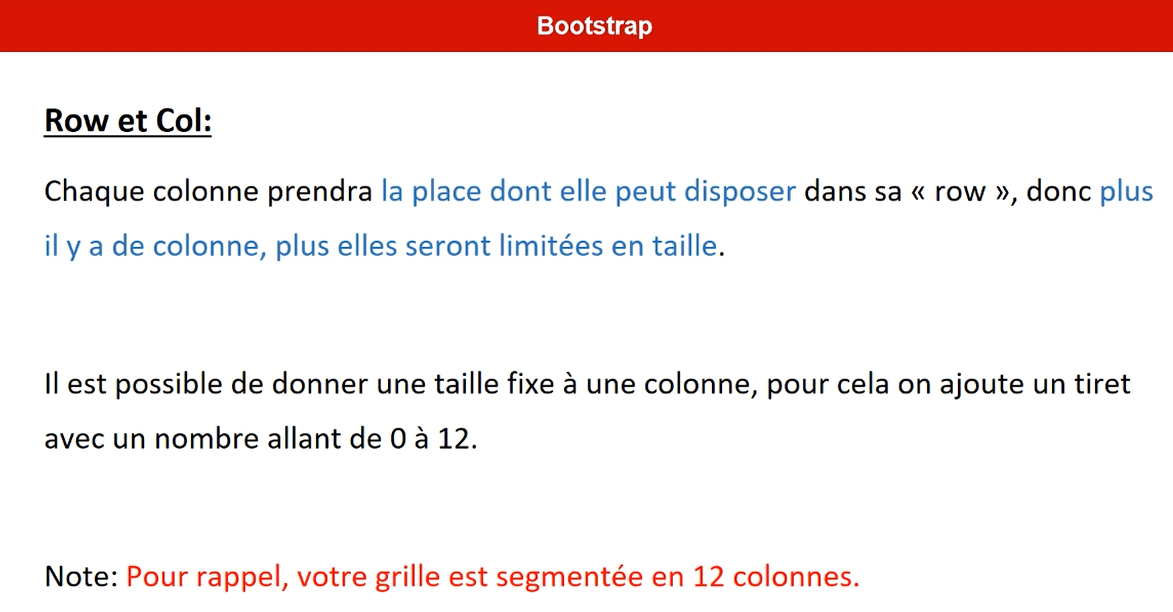 Bootstrap
Row et Col:
Chaque colonne prendra la place dont elle peut disposer dans sa « row », donc plus
il y a de colonne, plus elles seront limitées en taille.
Il est possible de donner une taille fixe à une colonne, pour cela on ajoute un tiret
avec un nombre allant de 0 à 12.
Note: Pour rappel, votre grille est segmentée en 12 colonnes.